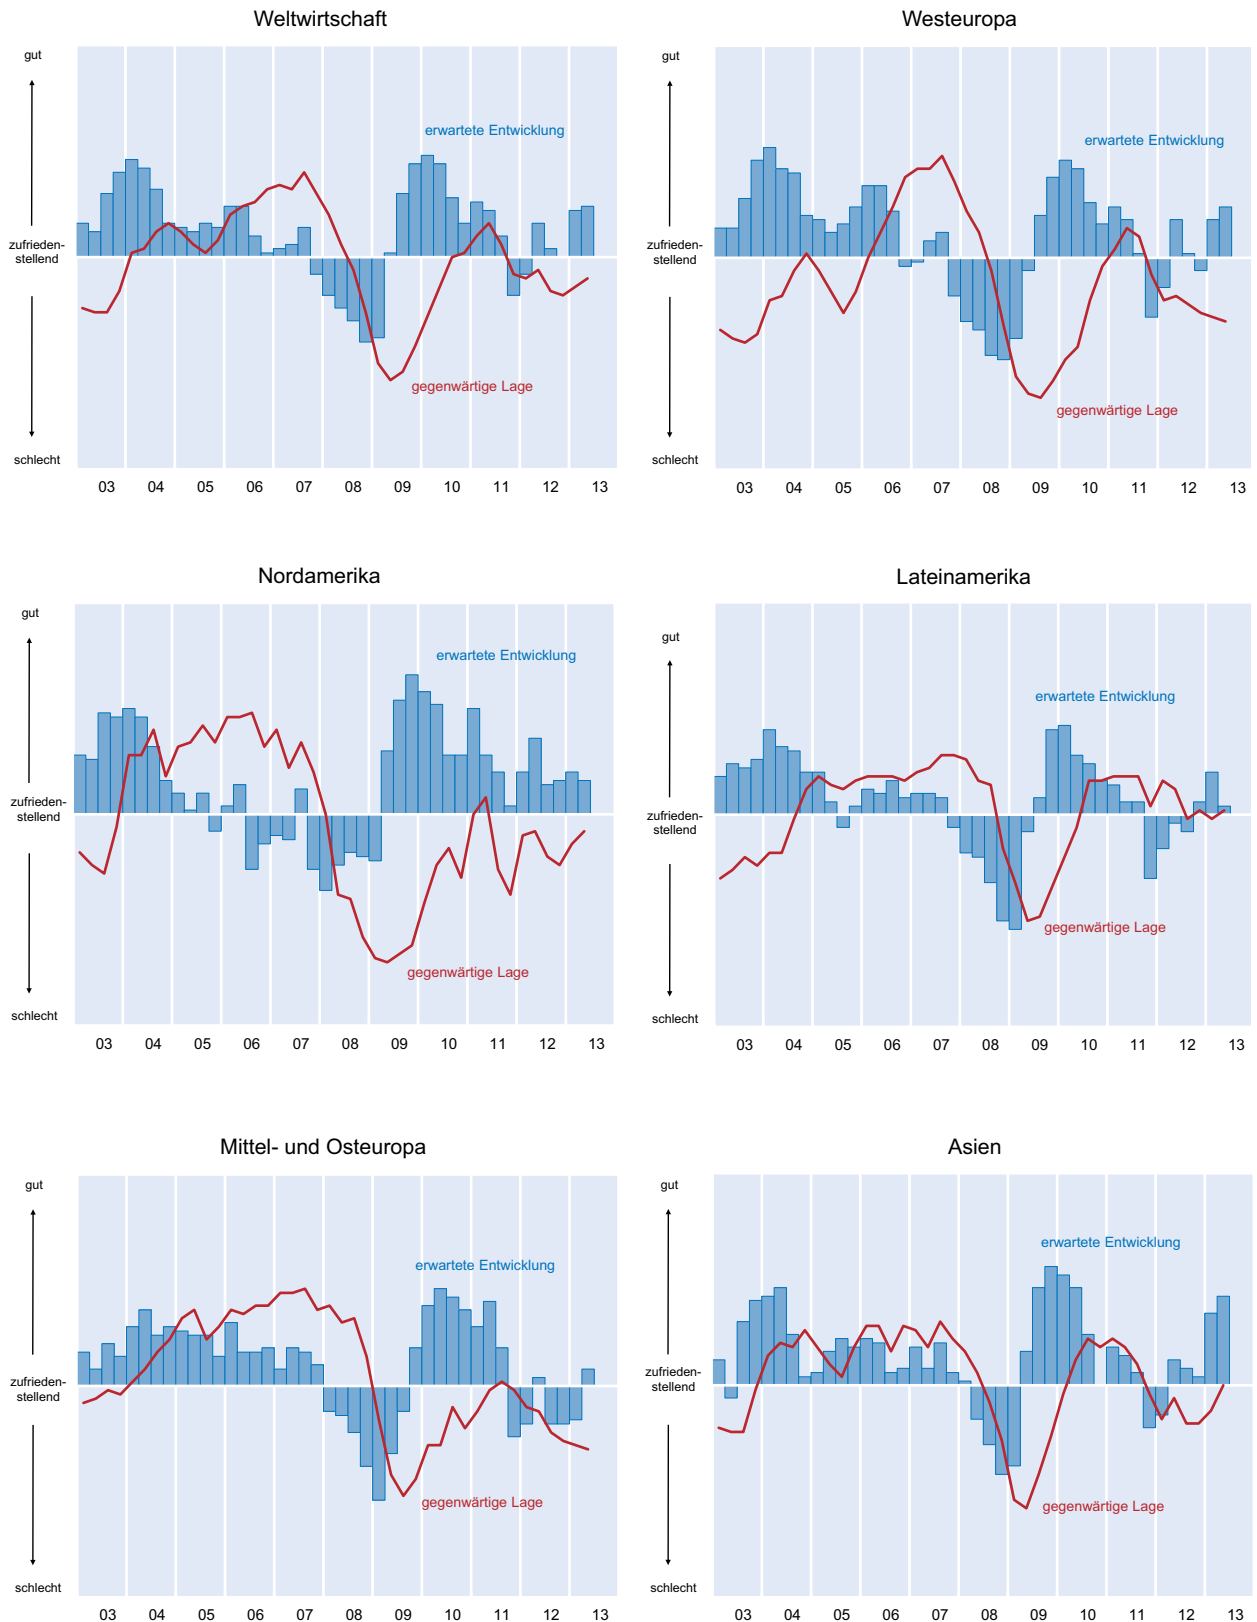 Weltwirtschaft
gut
erwartete Entwicklung
zufrieden-
stellend
gegenwärtige Lage
schlecht
03 04 05 06 07 08 09 10 11 12 13
Westeuropa
gut
erwartete Entwicklung
zufrieden-
stellend
gegenwärtige Lage
schlecht
03 04 05 06 07 08 09 10 11 12 13
Nordamerika
gut
erwartete Entwicklung
zufrieden-
stellend
gegenwärtige Lage
schlecht
03 04 05 06 07 08 09 10 11 12 13
Lateinamerika
gut
erwartete Entwicklung
zufrieden-
stellend
gegenwärtige Lage
schlecht
03 04 05 06 07 08 09 10 11 12 13
Mittel- und Osteuropa
gut
erwartete Entwicklung
zufrieden-
stellend
gegenwärtige Lage
schlecht
03 04 05 06 07 08 09 10 11 12 13
Asien
gut
erwartete Entwicklung
zufrieden-
stellend
gegenwärtige Lage
schlecht
03 04 05 06 07 08 09 10 11 12 13